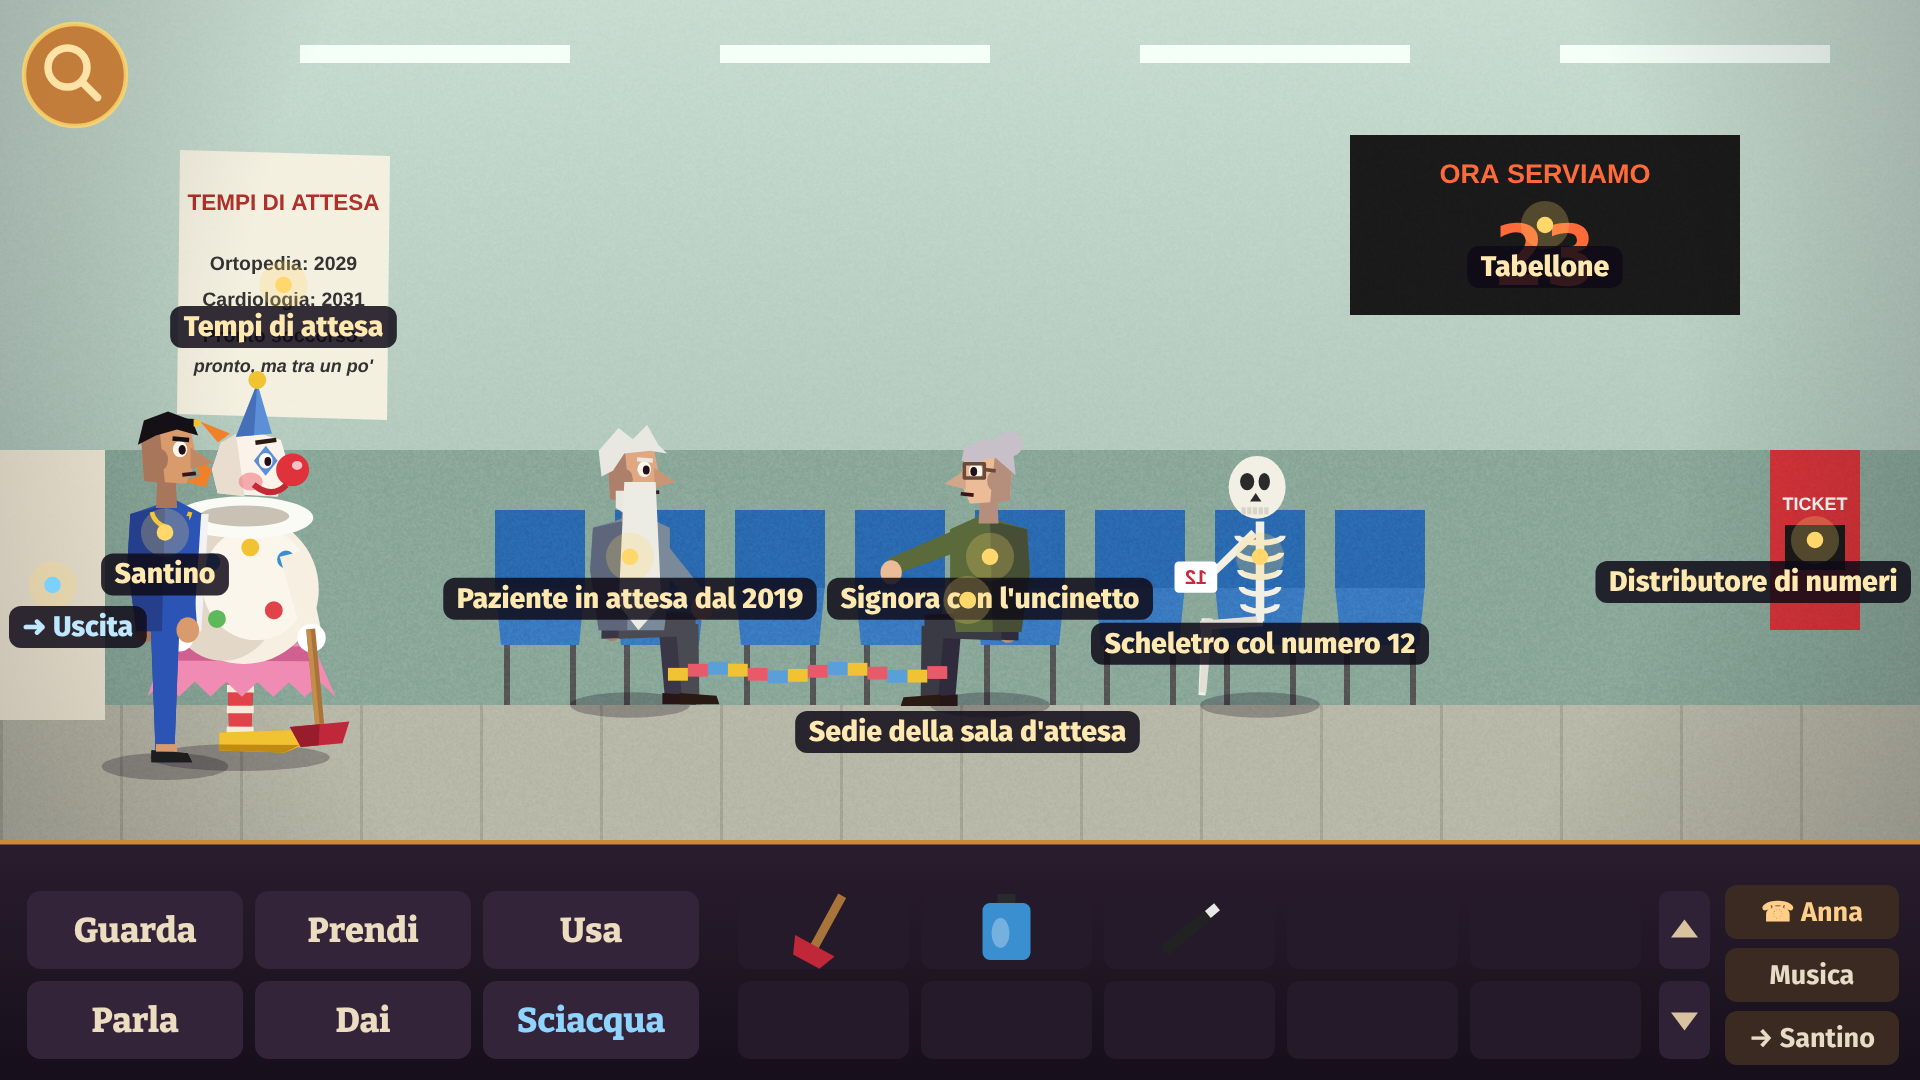 TEMPI DI ATTESA
Ortopedia: 2029
Cardiologia: 2031
Tempi di attesa
pronto, ma tra un po'
ORA SERVIAMO
23
Tabellone
TICKET
Santino
→ Uscita
Paziente in attesa dal 2019
Signora con l'uncinetto
12
Scheletro col numero 12
Distributore di numeri
Sedie della sala d'attesa
Guarda
Prendi
Usa
Parla
Dai
Sciacqua
☎ Anna
Musica
→ Santino